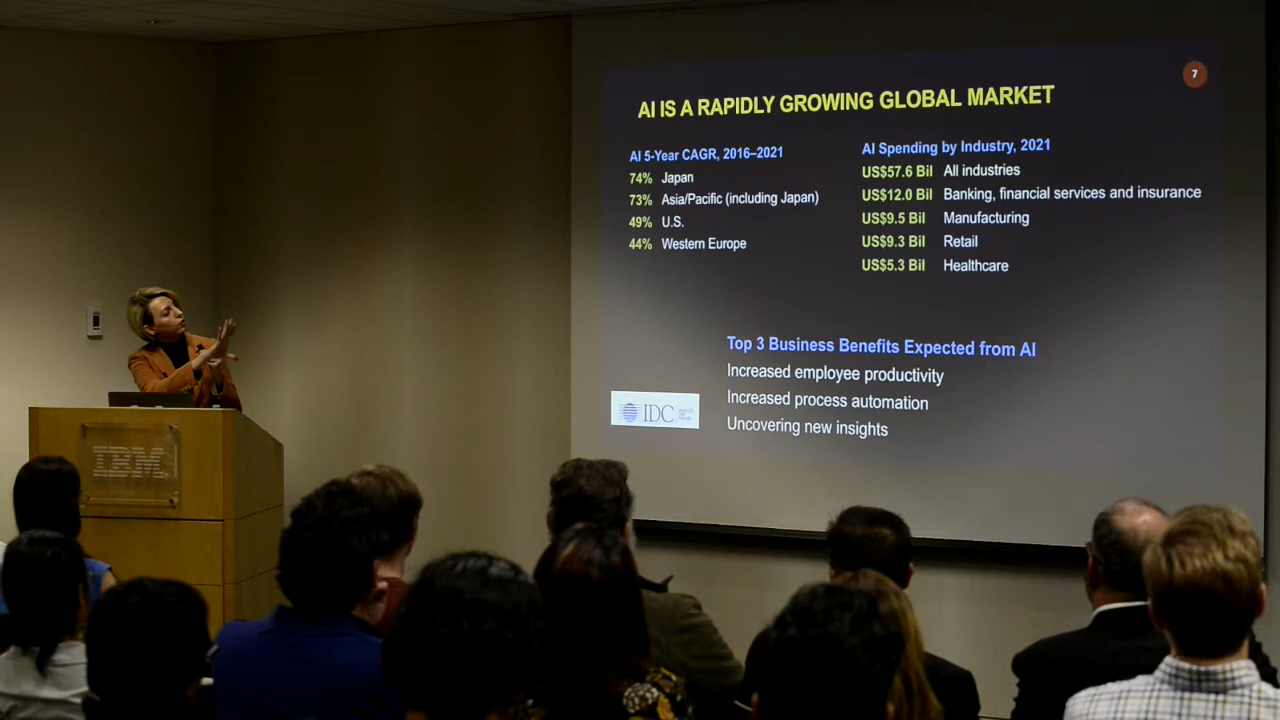 7
AI IS A RAPIDLY GROWING GLOBAL MARKET
AI 5-Year CAGR, 2016–2021
74% Japan
73% Asia/Pacific (including Japan)
49% U.S.
44% Western Europe
AI Spending by Industry, 2021
US$57.6 Bil All industries
US$12.0 Bil Banking, financial services and insurance
US$9.5 Bil Manufacturing
US$9.3 Bil Retail
US$5.3 Bil Healthcare
Top 3 Business Benefits Expected from AI
Increased employee productivity
Increased process automation
Uncovering new insights
IDC
IBM